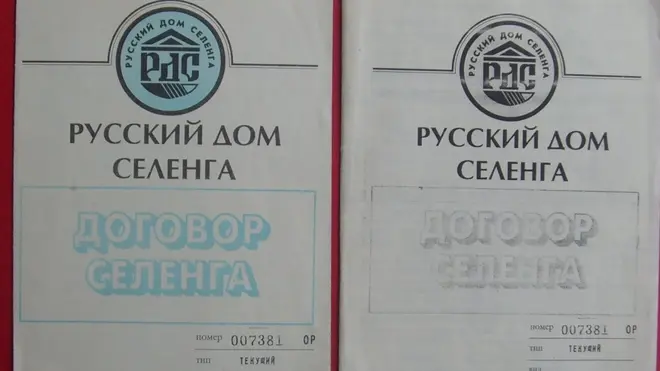 РУССКИЙ ДОМ СЕЛЕНГА
РДС
РУССКИЙ ДОМ
СЕЛЕНГА
ДОГОВОР
СЕЛЕНГА
номер 007381 ОР
тип ТЕКУЩИЙ
РУССКИЙ ДОМ СЕЛЕНГА
РДС
РУССКИЙ ДОМ
СЕЛЕНГА
ДОГОВОР
СЕЛЕНГА
номер 007381 ОР
тип ТЕКУЩИЙ
вид